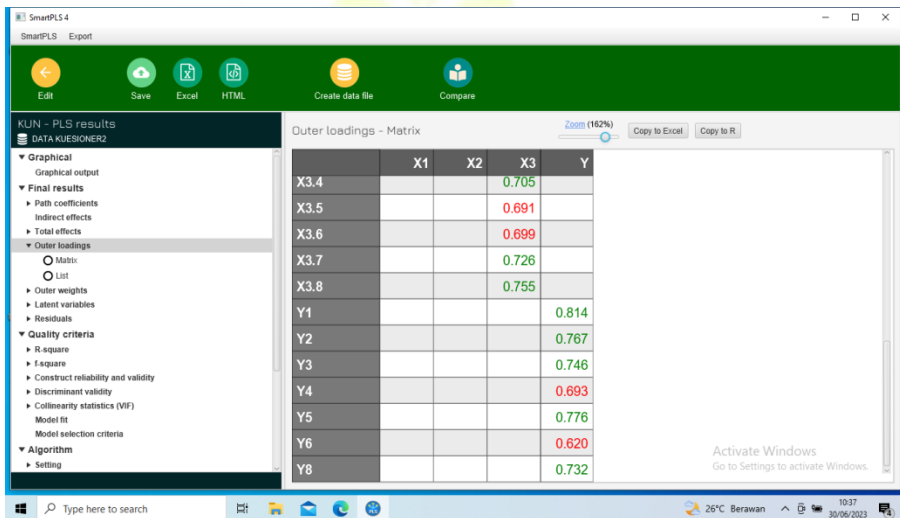 SmartPLS 4
SmartPLS Export
Edit Save Excel HTML Create data file Compare
KUN - PLS results
DATA KUESIONER2
Graphical
Graphical output
Final results
Path coefficients
Indirect effects
Total effects
Outer loadings
Matrix
List
Outer weights
Latent variables
Residuals
Quality criteria
R-square
f-square
Construct reliability and validity
Discriminant validity
Collinearity statistics (VIF)
Model fit
Model selection criteria
Algorithm
Setting
Outer loadings - Matrix
Zoom (162%)
Copy to Excel Copy to R
X1 X2 X3 Y
X3.4 0.705
X3.5 0.691
X3.6 0.699
X3.7 0.726
X3.8 0.755
Y1 0.814
Y2 0.767
Y3 0.746
Y4 0.693
Y5 0.776
Y6 0.620
Y8 0.732
Activate Windows
Go to Settings to activate Windows.
Type here to search
26°C Berawan
10:37
30/06/2023